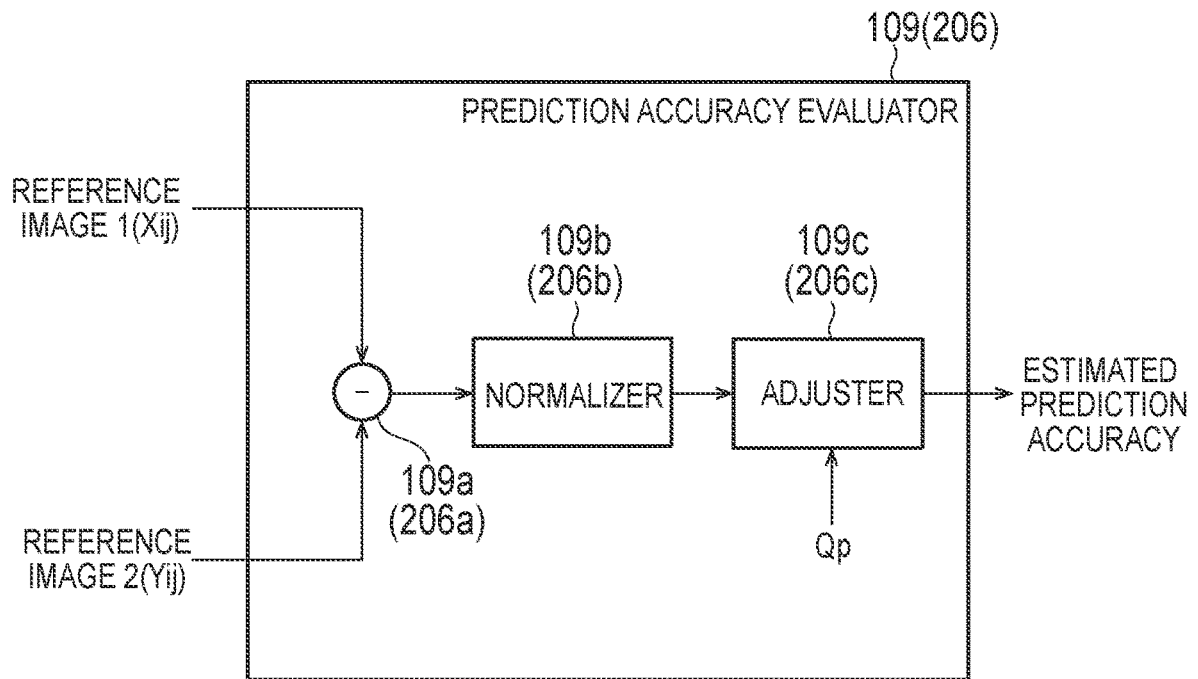 109(206)
PREDICTION ACCURACY EVALUATOR
REFERENCE
IMAGE 1(Xij)
109b
(206b)
109c
(206c)
−
NORMALIZER
ADJUSTER
ESTIMATED
PREDICTION
ACCURACY
109a
(206a)
REFERENCE
IMAGE 2(Yij)
Qp